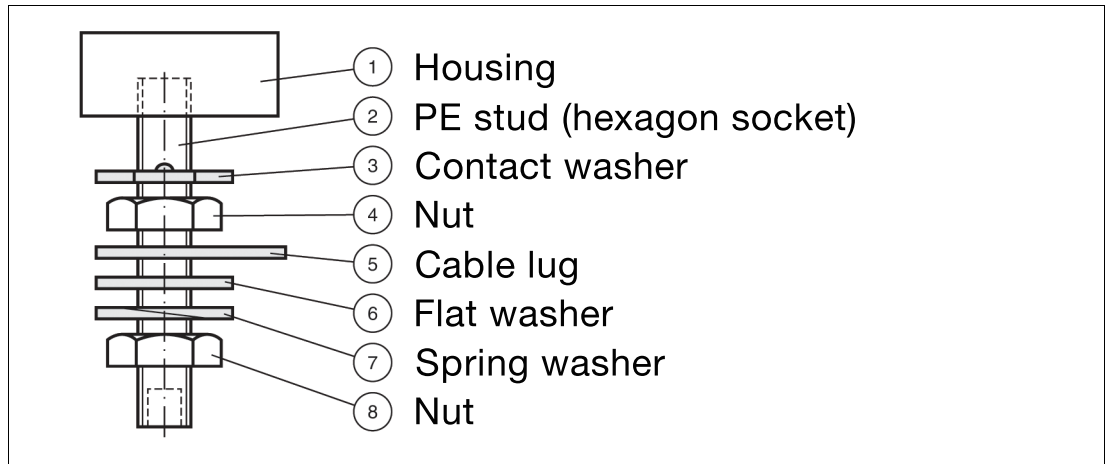 1 Housing
2 PE stud (hexagon socket)
3 Contact washer
4 Nut
5 Cable lug
6 Flat washer
7 Spring washer
8 Nut